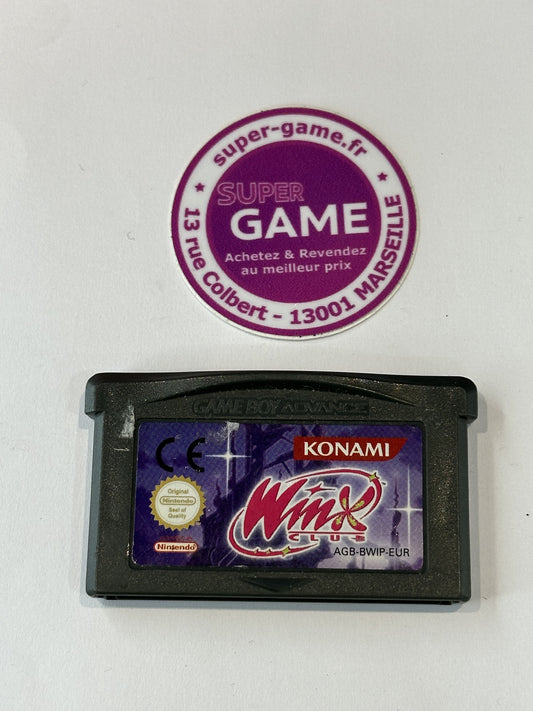 super-game.fr
SUPER
GAME
Achetez & Revendez
au meilleur prix
★ 13 rue Colbert - 13001 MARSEILLE ★
GAME BOY ADVANCE
CE
KONAMI
Original
Nintendo
Seal of
Quality
Winx
CLUB
Nintendo
AGB-BWIP-EUR